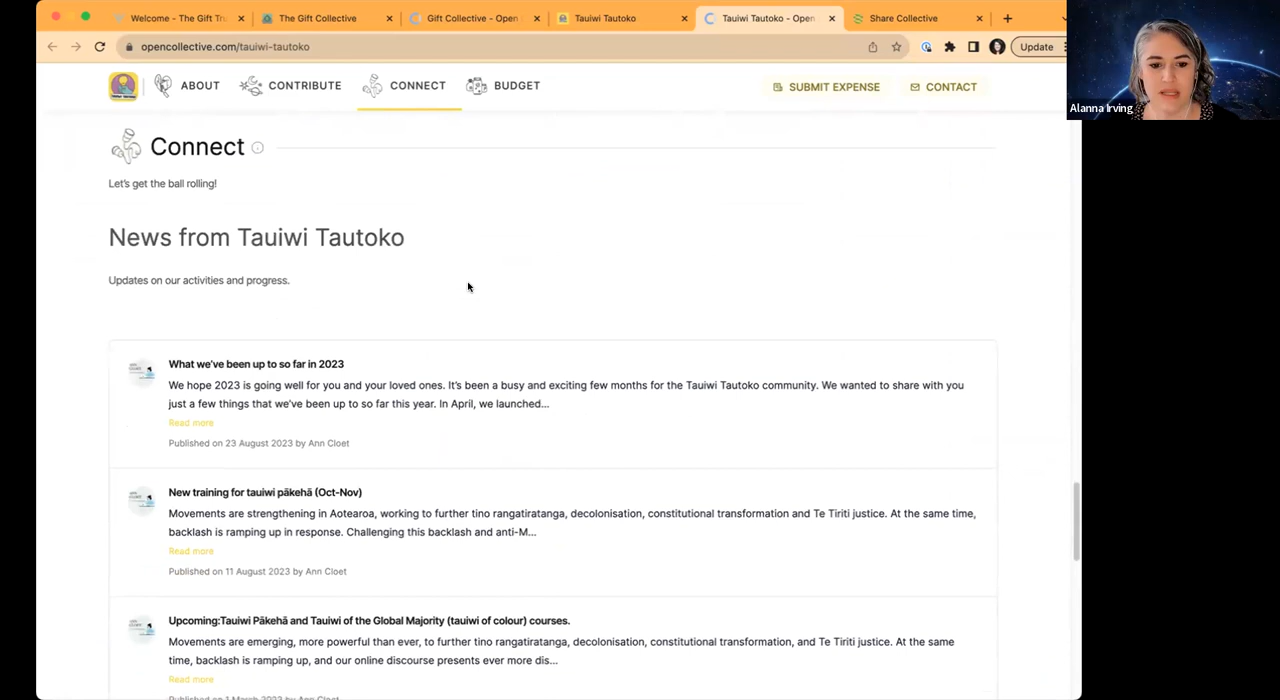 Welcome - The Gift Tru
The Gift Collective
Gift Collective - Open
Tauiwi Tautoko
Tauiwi Tautoko - Open
Share Collective
opencollective.com/tauiwi-tautoko
Update
Alanna Irving
ABOUT
CONTRIBUTE
CONNECT
BUDGET
SUBMIT EXPENSE
CONTACT
Connect
Let's get the ball rolling!
News from Tauiwi Tautoko
Updates on our activities and progress.
What we've been up to so far in 2023
We hope 2023 is going well for you and your loved ones. It's been a busy and exciting few months for the Tauiwi Tautoko community. We wanted to share with you
just a few things that we've been up to so far this year. In April, we launched...
Read more
Published on 23 August 2023 by Ann Cloet
New training for tauiwi pākehā (Oct-Nov)
Movements are strengthening in Aotearoa, working to further tino rangatiratanga, decolonisation, constitutional transformation and Te Tiriti justice. At the same time,
backlash is ramping up in response. Challenging this backlash and anti-M...
Read more
Published on 11 August 2023 by Ann Cloet
Upcoming:Tauiwi Pākehā and Tauiwi of the Global Majority (tauiwi of colour) courses.
Movements are emerging, more powerful than ever, to further tino rangatiratanga, decolonisation, constitutional transformation, and Te Tiriti justice. At the same
time, backlash is ramping up, and our online discourse presents ever more dis...
Read more
Published on 1 March 2023 by Ann Cloet